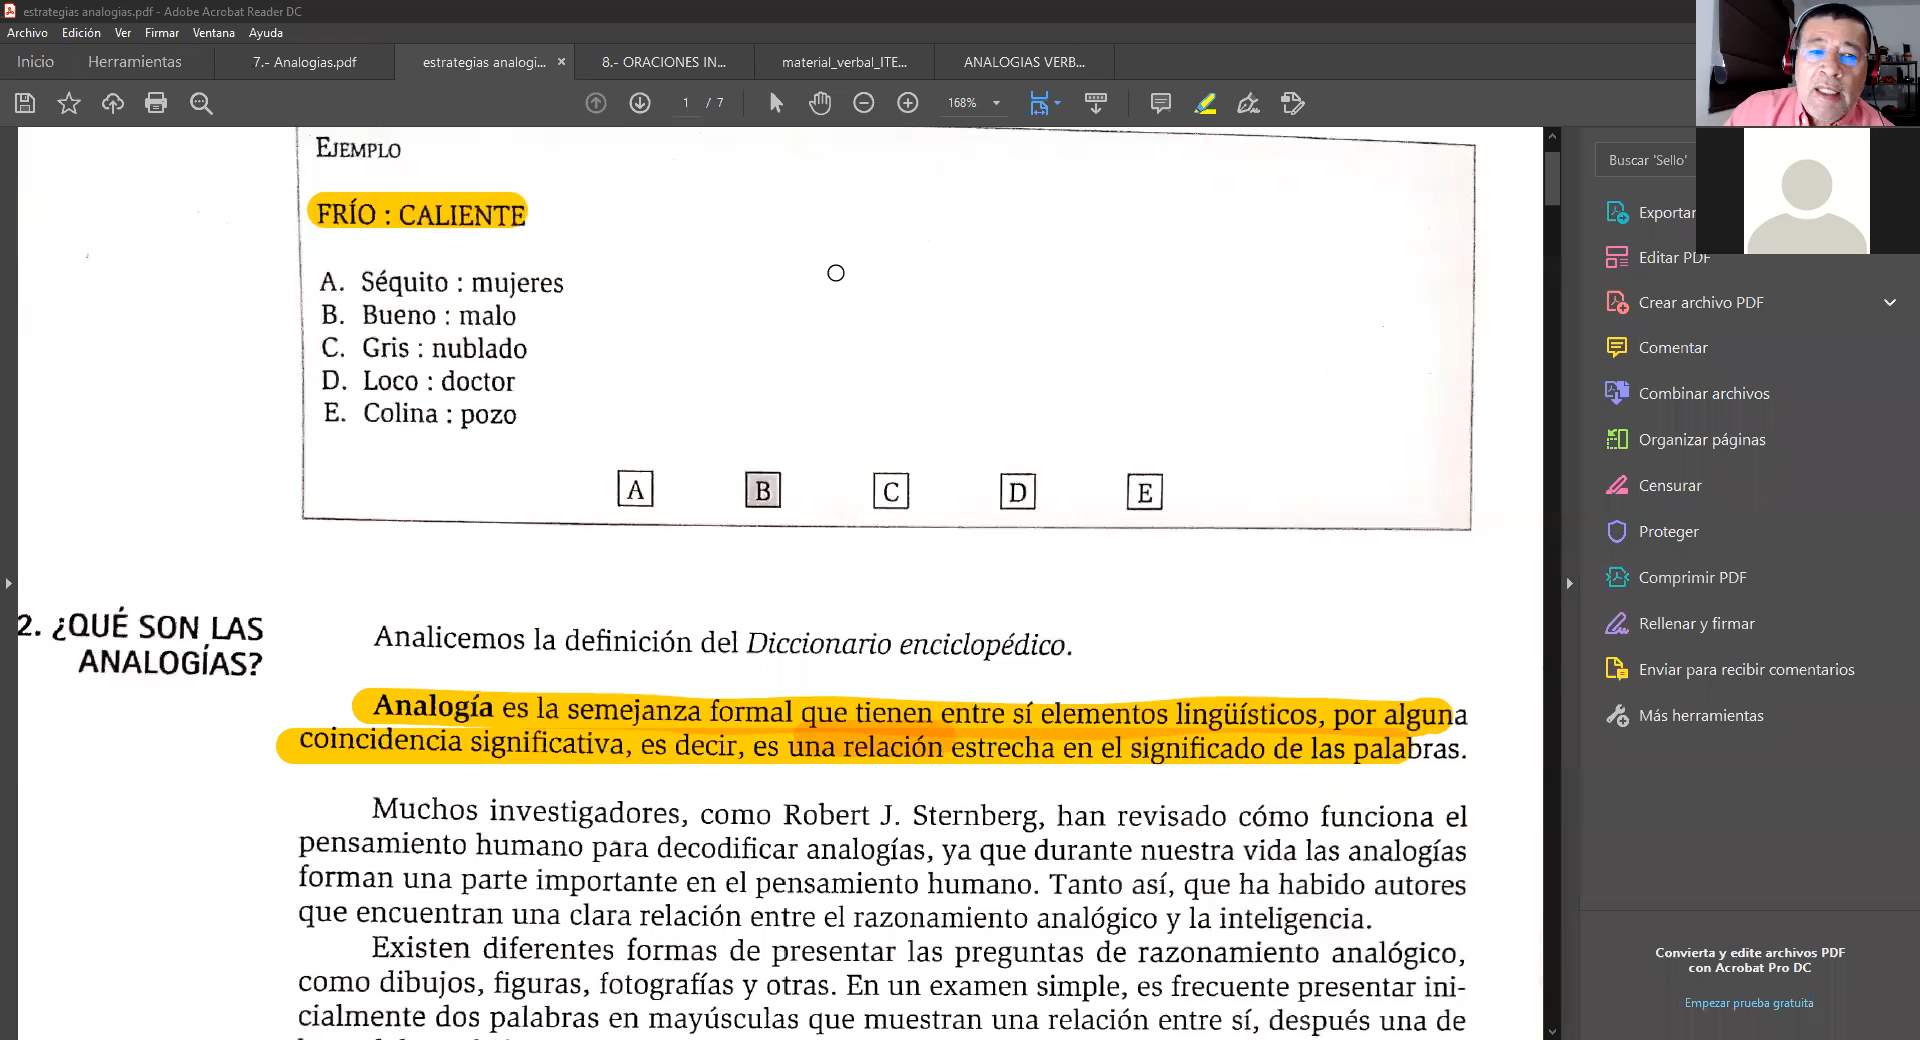 estrategias analogias.pdf - Adobe Acrobat Reader DC
Archivo Edición Ver Firmar Ventana Ayuda
Inicio Herramientas 7.- Analogias.pdf estrategias analogi... × 8.- ORACIONES IN... material_verbal_ITE... ANALOGIAS VERB...
1 / 7 168%
EJEMPLO
FRÍO : CALIENTE
A. Séquito : mujeres
B. Bueno : malo
C. Gris : nublado
D. Loco : doctor
E. Colina : pozo
A B C D E
2. ¿QUÉ SON LAS
ANALOGÍAS?
Analicemos la definición del Diccionario enciclopédico.
Analogía es la semejanza formal que tienen entre sí elementos lingüísticos, por alguna
coincidencia significativa, es decir, es una relación estrecha en el significado de las palabras.
Muchos investigadores, como Robert J. Sternberg, han revisado cómo funciona el
pensamiento humano para decodificar analogías, ya que durante nuestra vida las analogías
forman una parte importante en el pensamiento humano. Tanto así, que ha habido autores
que encuentran una clara relación entre el razonamiento analógico y la inteligencia.
Existen diferentes formas de presentar las preguntas de razonamiento analógico,
como dibujos, figuras, fotografías y otras. En un examen simple, es frecuente presentar ini-
cialmente dos palabras en mayúsculas que muestran una relación entre sí, después una de
Buscar 'Sello'
Exportar
Editar PDF
Crear archivo PDF
Comentar
Combinar archivos
Organizar páginas
Censurar
Proteger
Comprimir PDF
Rellenar y firmar
Enviar para recibir comentarios
Más herramientas
Convierta y edite archivos PDF
con Acrobat Pro DC
Empezar prueba gratuita